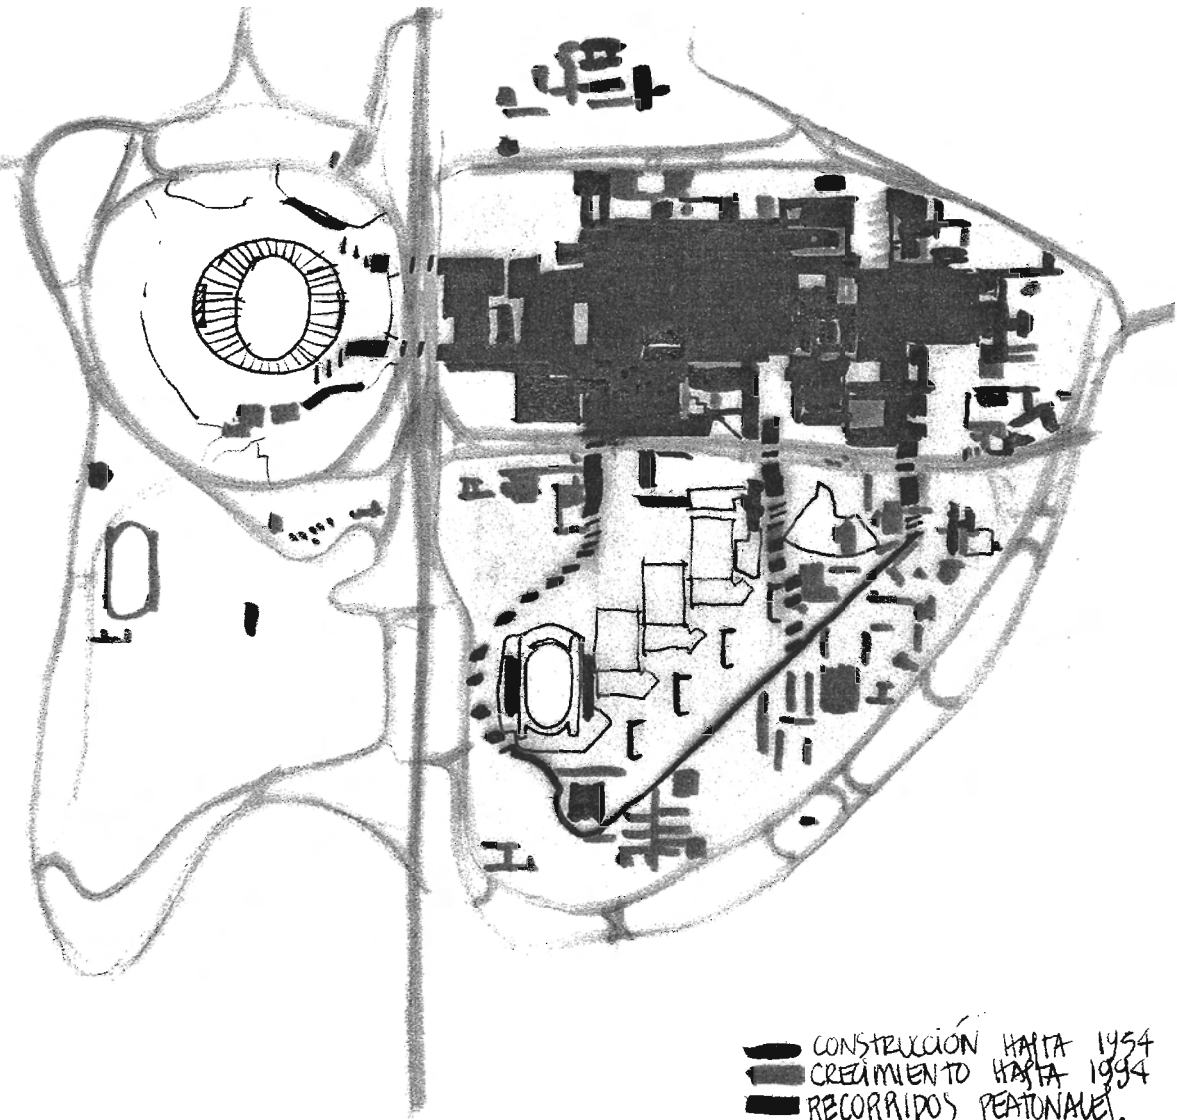 CONSTRUCCIÓN HASTA 1954
CRECIMIENTO HASTA 1994
RECORRIDOS PEATONALES.